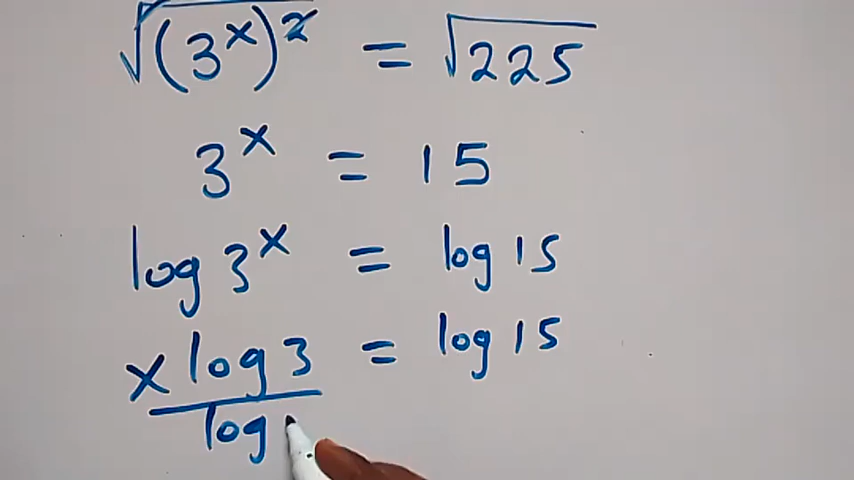 √(3^x)^2 = √225
3^x = 15
log 3^x = log 15
x log 3 = log 15
log